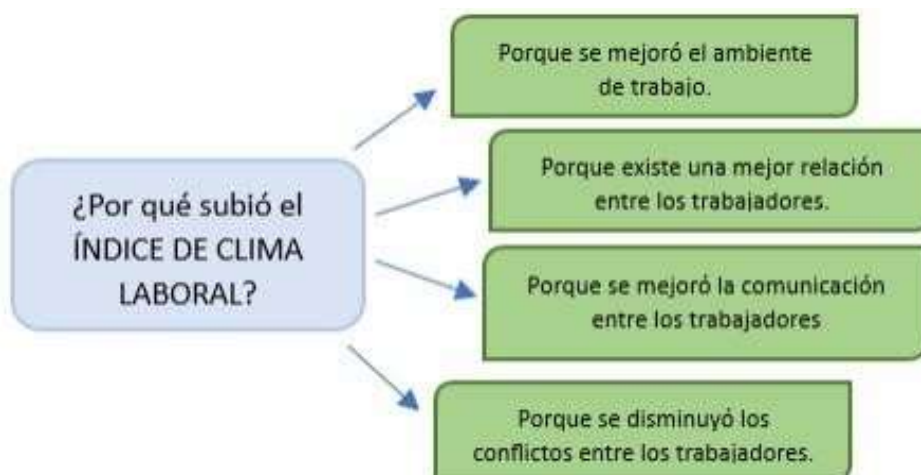 ¿Por qué subió el
ÍNDICE DE CLIMA
LABORAL?
Porque se mejoró el ambiente
de trabajo.
Porque existe una mejor relación
entre los trabajadores.
Porque se mejoró la comunicación
entre los trabajadores
Porque se disminuyó los
conflictos entre los trabajadores.